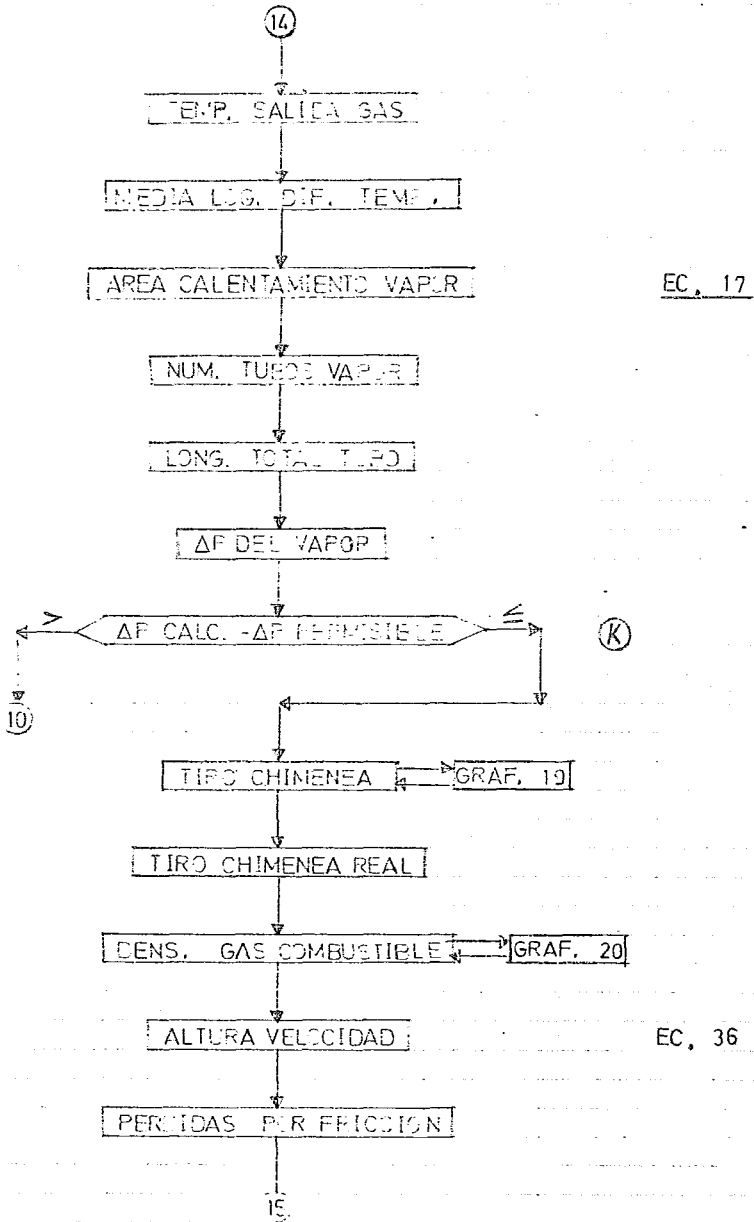 14
TEMP. SALIDA GAS
MEDIA LOG. DIF. TEMP.
AREA CALENTAMIENTO VAPOR
EC. 17
NUM. TUBOS VAPOR
LONG. TOTAL TUBO
ΔP DEL VAPOR
> ΔP CALC. - ΔP PERMISIBLE ≤
K
10
TIRO CHIMENEA
GRAF. 19
TIRO CHIMENEA REAL
DENS. GAS COMBUSTIBLE
GRAF. 20
ALTURA VELOCIDAD
EC. 36
PERDIDAS POR FRICCION
15